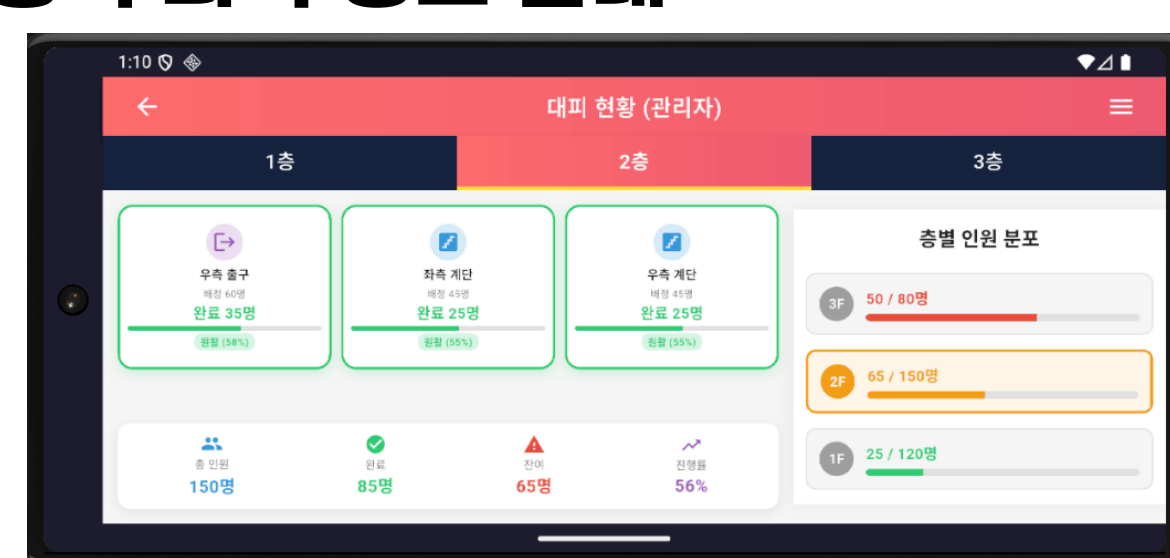 1:10
대피 현황 (관리자)
1층
2층
3층
우측 출구
배정 60명
완료 35명
원활 (58%)
좌측 계단
배정 45명
완료 25명
원활 (55%)
우측 계단
배정 45명
완료 25명
원활 (55%)
총 인원
150명
완료
85명
잔여
65명
진행률
56%
층별 인원 분포
3F
50 / 80명
2F
65 / 150명
1F
25 / 120명